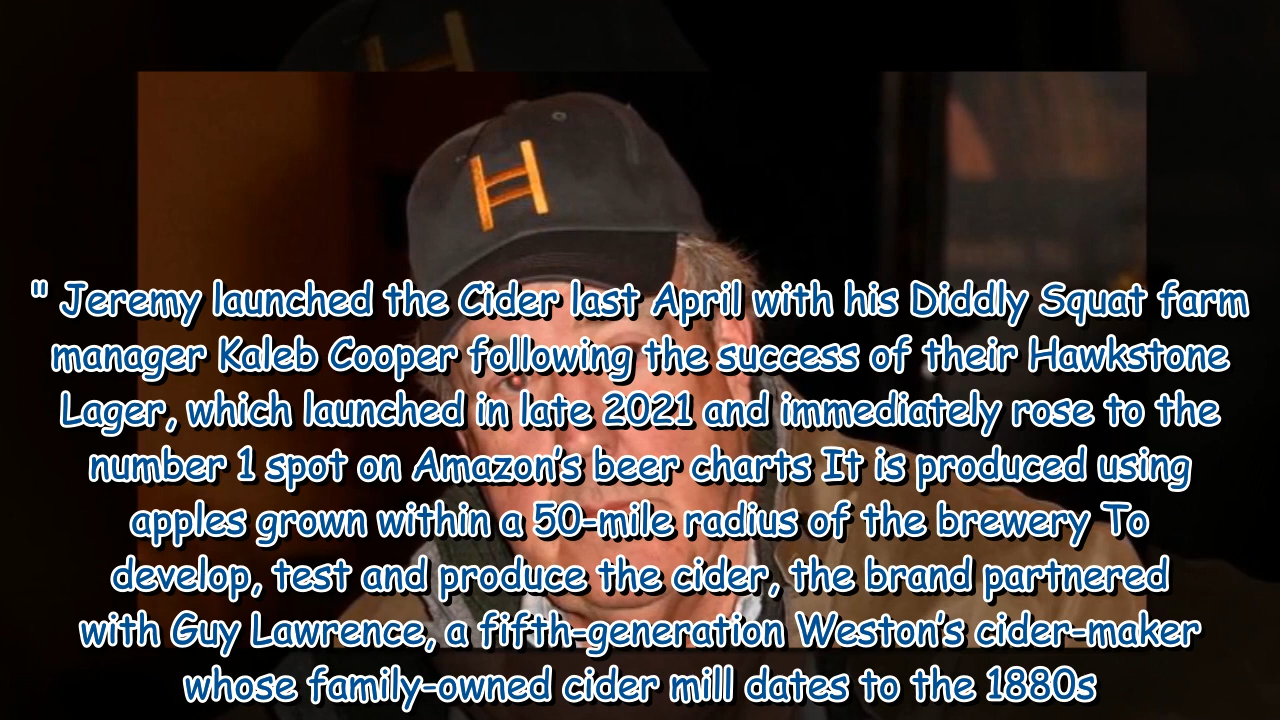 H
" Jeremy launched the Cider last April with his Diddly Squat farm
manager Kaleb Cooper following the success of their Hawkstone
Lager, which launched in late 2021 and immediately rose to the
number 1 spot on Amazon's beer charts It is produced using
apples grown within a 50-mile radius of the brewery To
develop, test and produce the cider, the brand partnered
with Guy Lawrence, a fifth-generation Weston's cider-maker
whose family-owned cider mill dates to the 1880s